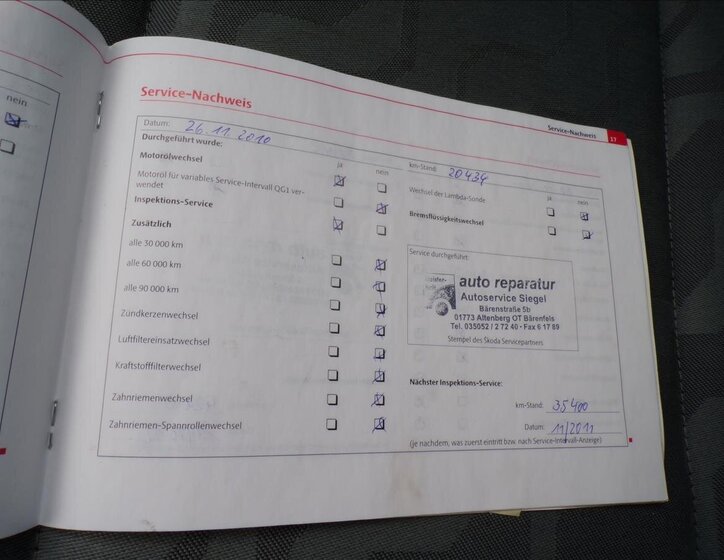 nein
Service-Nachweis
Service-Nachweis 17
Datum: 26.11.2010
Durchgeführt wurde:
km-Stand: 20434
Motorölwechsel
ja nein
ja nein
Motoröl für variables Service-Intervall QG1 ver-
wendet
Wechsel der Lambda-Sonde
Inspektions-Service
Bremsflüssigkeitswechsel
Zusätzlich
alle 30 000 km
alle 60 000 km
alle 90 000 km
Zündkerzenwechsel
Luftfiltereinsatzwechsel
Kraftstofffilterwechsel
Zahnriemenwechsel
Zahnriemen-Spannrollenwechsel
Service durchgeführt:
auto reparatur
Autoservice Siegel
Bärenstraße 5b
01773 Altenberg OT Bärenfels
Tel. 035052 / 2 72 40 · Fax 6 17 89
Stempel des Škoda Servicepartners
Nächster Inspektions-Service:
km-Stand: 35400
Datum: 11/2011
(je nachdem, was zuerst eintritt bzw. nach Service-Intervall-Anzeige)